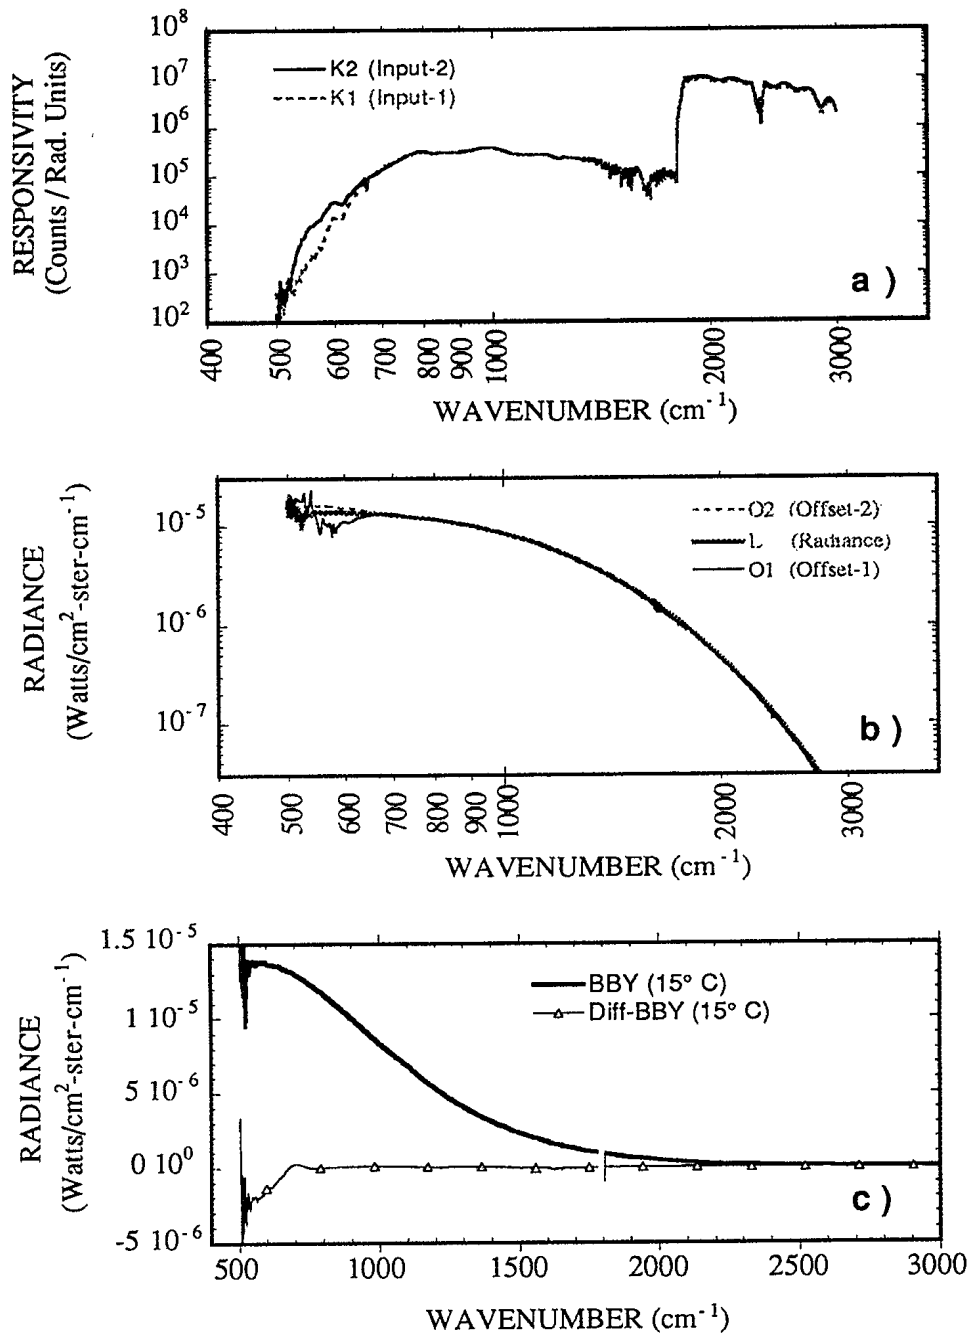 RESPONSIVITY
(Counts / Rad. Units)
10^8
10^7
10^6
10^5
10^4
10^3
10^2
K2 (Input-2)
K1 (Input-1)
a )
400
500
600
700
800
900
1000
2000
3000
WAVENUMBER (cm^-1)
RADIANCE
(Watts/cm^2-ster-cm^-1)
10^-5
10^-6
10^-7
O2 (Offset-2)
L (Radiance)
O1 (Offset-1)
b )
400
500
600
700
800
900
1000
2000
3000
WAVENUMBER (cm^-1)
RADIANCE
(Watts/cm^2-ster-cm^-1)
1.5 10^-5
1 10^-5
5 10^-6
0 10^0
-5 10^-6
BBY (15° C)
Diff-BBY (15° C)
c )
500
1000
1500
2000
2500
3000
WAVENUMBER (cm^-1)